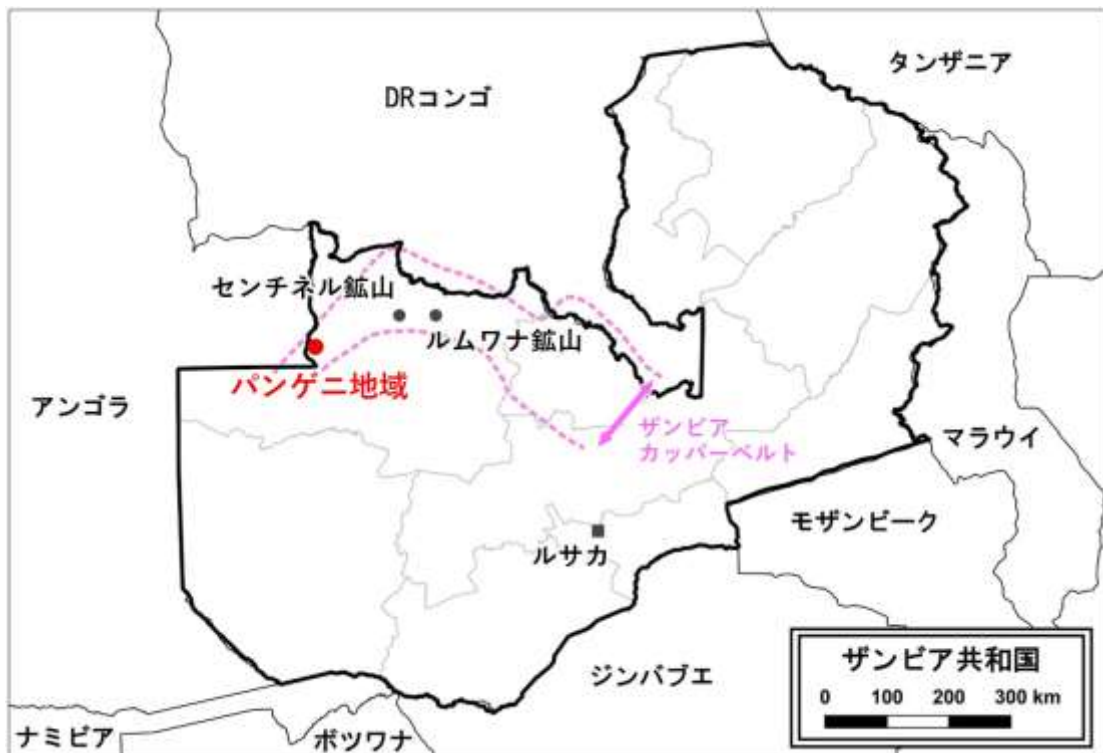 タンザニア
DRコンゴ
センチネル鉱山
ルムワナ鉱山
パンゲニ地域
アンゴラ
ザンビア
カッパーベルト
マラウイ
モザンビーク
ルサカ
ジンバブエ
ザンビア共和国
0 100 200 300 km
ナミビア
ボツワナ